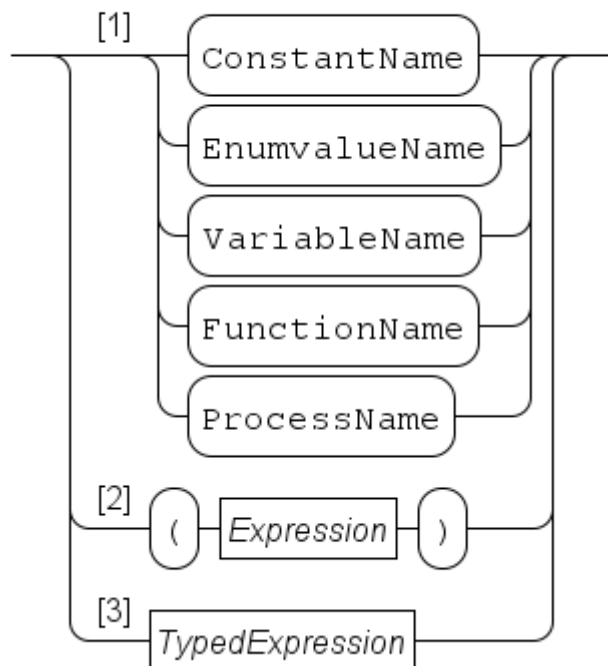 [1] ConstantName
EnumvalueName
VariableName
FunctionName
ProcessName
[2] ( Expression )
[3] TypedExpression